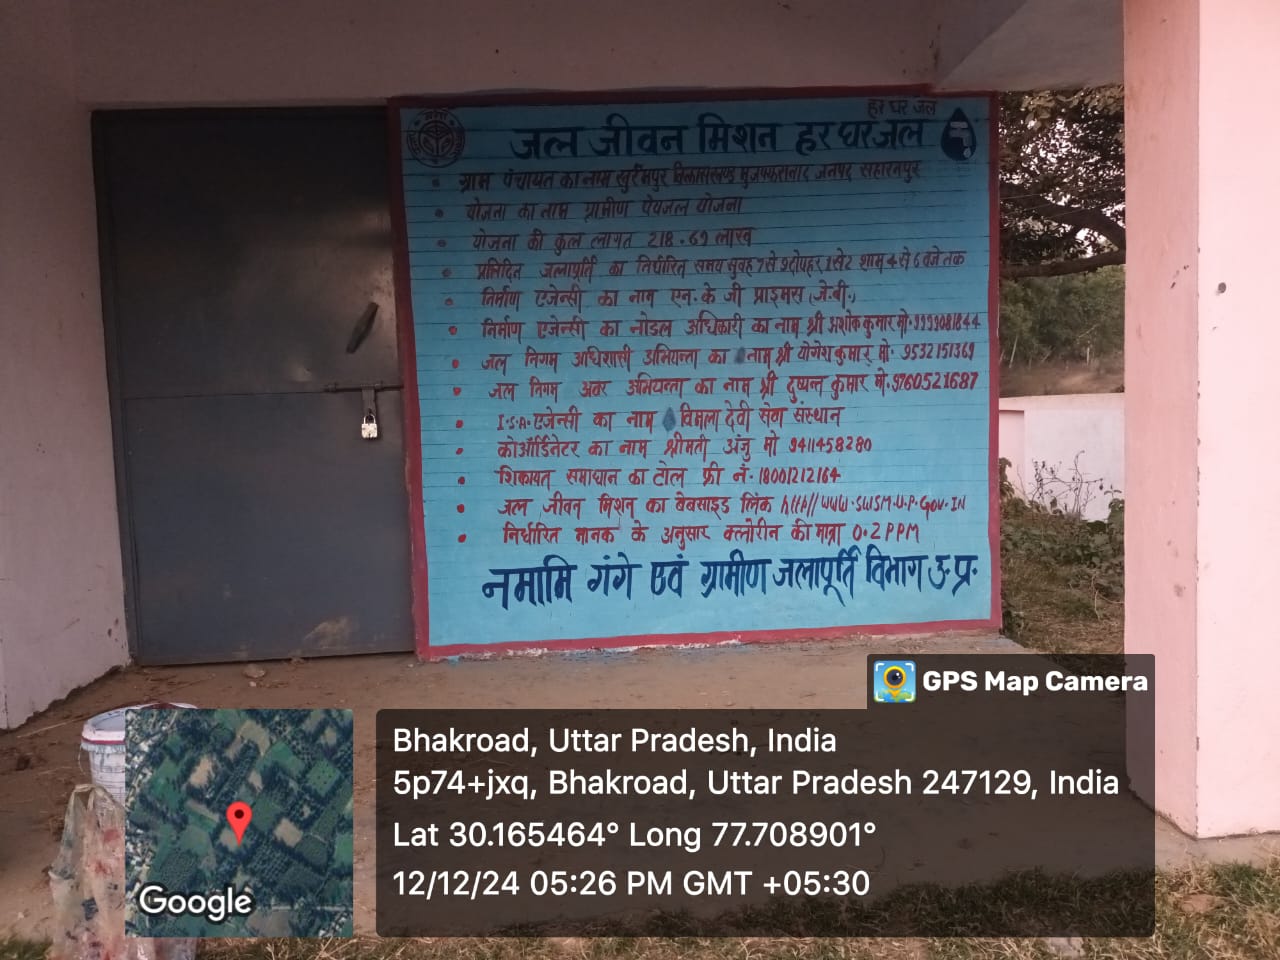 हर घर जल
जल जीवन मिशन हर घर जल
ग्राम पंचायत का नाम खुर्रमपुर विकासखण्ड मुजफ्फराबाद जनपद सहारनपुर
योजना का नाम ग्रामीण पेयजल योजना
योजना की कुल लागत 218.69 लाख
प्रतिदिन जलापूर्ति का निर्धारित समय सुबह 7 से 9 दोपहर 1 से 2 शाम 4 से 6 बजे तक
निर्माण एजेन्सी का नाम एन.के जी प्राइमस (जे.बी.)
निर्माण एजेन्सी का नोडल अधिकारी का नाम श्री अशोक कुमार मो. 9999081844
जल निगम अधिशासी अभियन्ता का नाम श्री योगेश कुमार मो. 9532151369
जल निगम अवर अभियन्ता का नाम श्री दुष्यन्त कुमार मो. 9760521687
I.S.A. एजेन्सी का नाम विमला देवी सेवा संस्थान
कोऑर्डिनेटर का नाम श्रीमती अंजु मो 9411458280
शिकायत समाधान का टोल फ्री नं. 18001212164
जल जीवन मिशन का वेबसाइड लिंक http// WWW.SWSM.U.P.GOV.IN
निर्धारित मानक के अनुसार क्लोरीन की मात्रा 0.2 PPM
नमामि गंगे एवं ग्रामीण जलापूर्ति विभाग उ.प्र.
GPS Map Camera
Bhakroad, Uttar Pradesh, India
5p74+jxq, Bhakroad, Uttar Pradesh 247129, India
Lat 30.165464° Long 77.708901°
12/12/24 05:26 PM GMT +05:30
Google